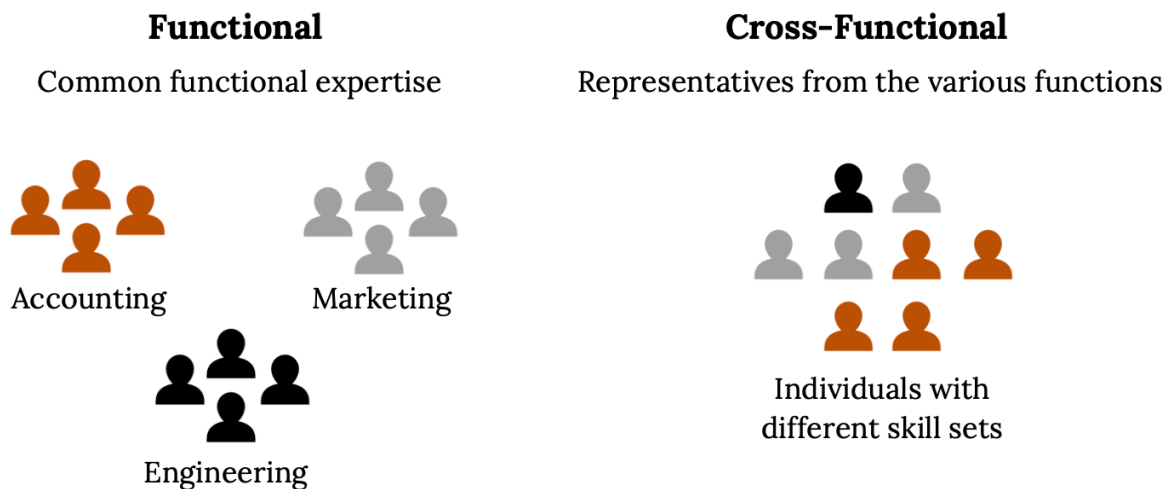 Functional
Common functional expertise
Accounting
Marketing
Engineering
Cross-Functional
Representatives from the various functions
Individuals with
different skill sets